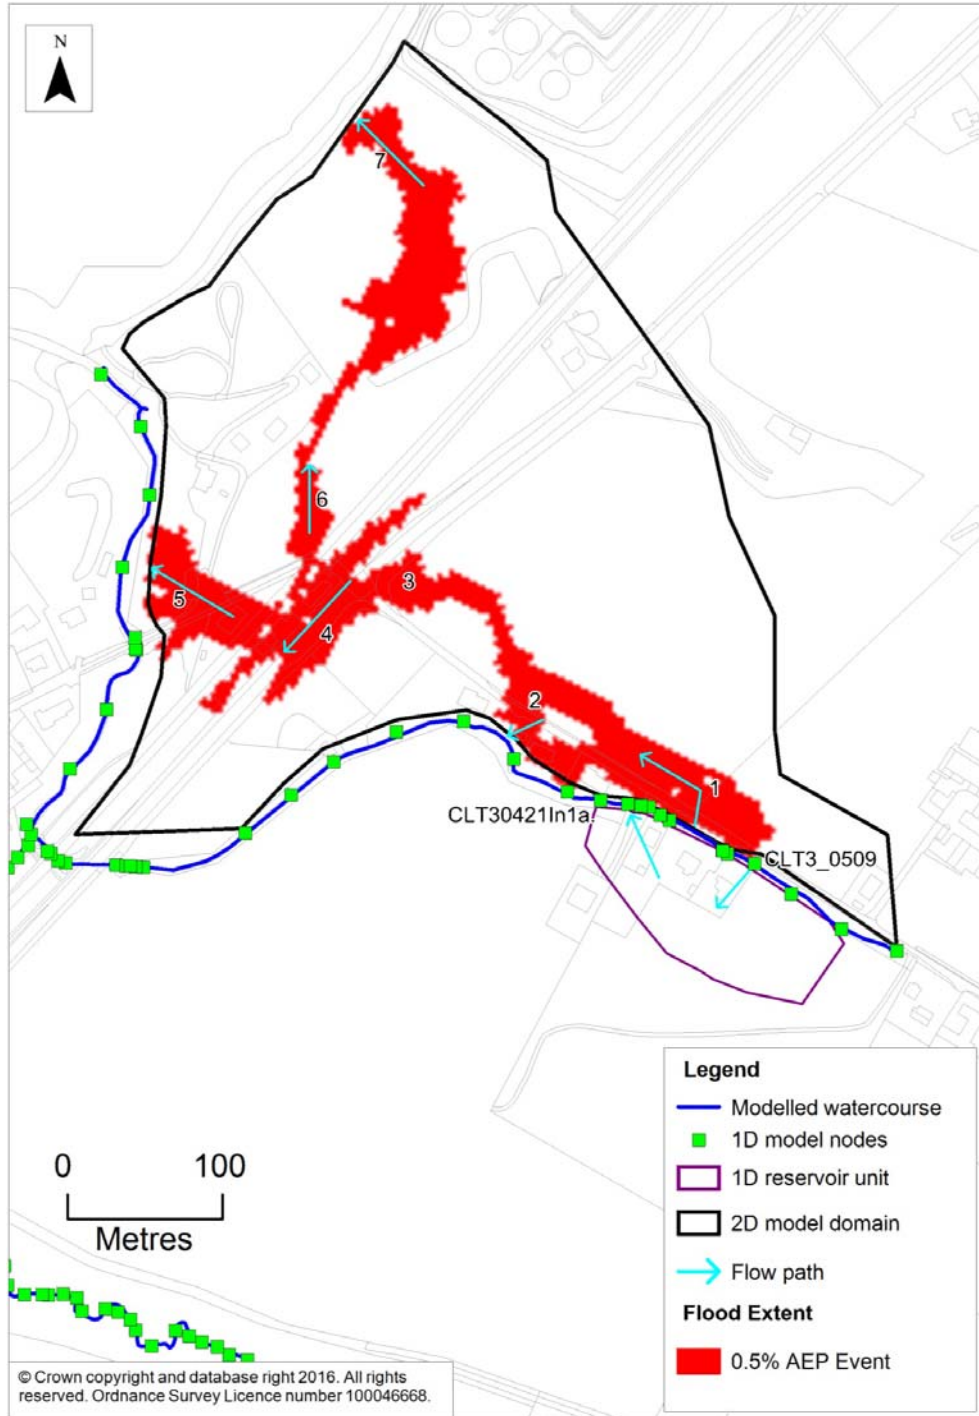 N
7
6
5
3
4
2
1
CLT30421In1a
CLT3_0509
Legend
Modelled watercourse
1D model nodes
1D reservoir unit
2D model domain
Flow path
Flood Extent
0.5% AEP Event
0 100
Metres
© Crown copyright and database right 2016. All rights
reserved. Ordnance Survey Licence number 100046668.